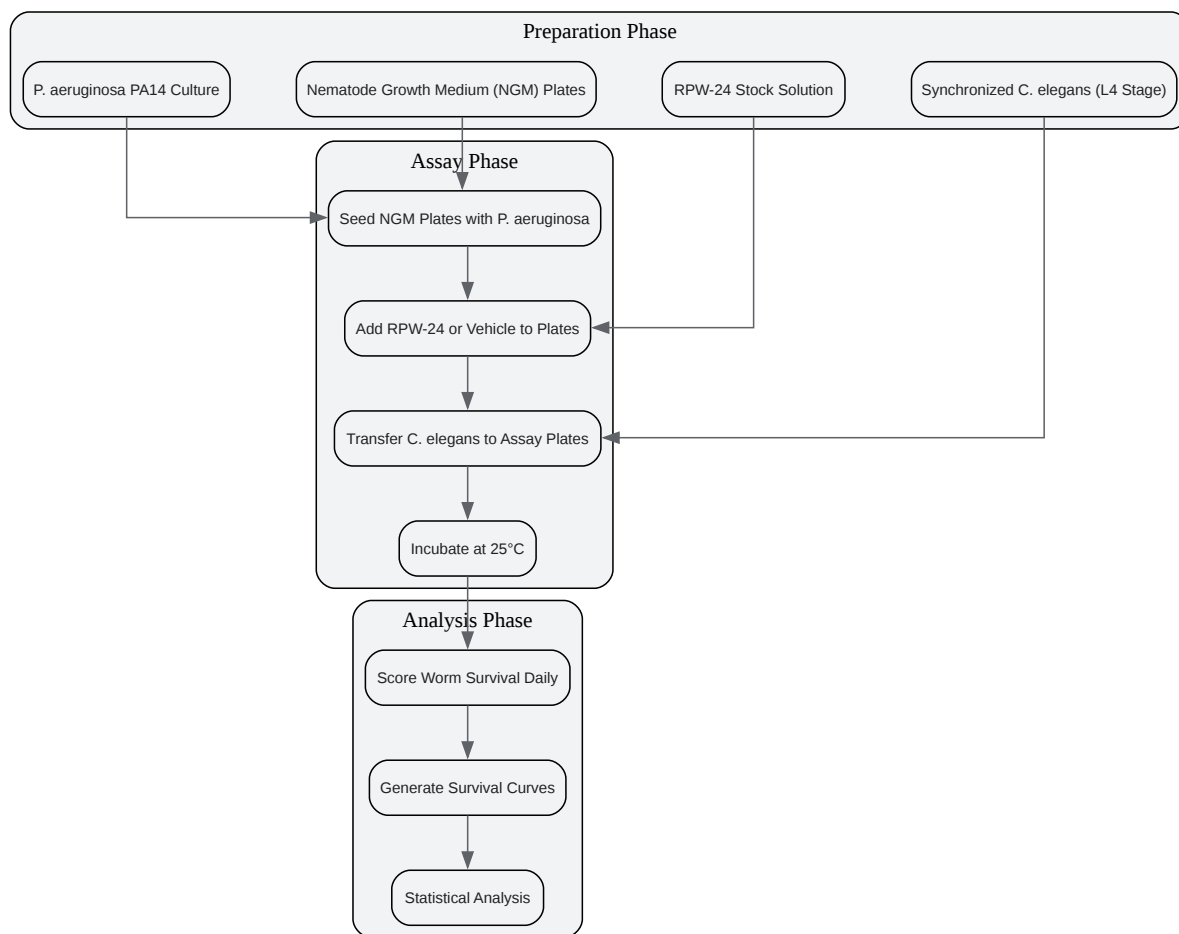 Preparation Phase
P. aeruginosa PA14 Culture
Nematode Growth Medium (NGM) Plates
RPW-24 Stock Solution
Synchronized C. elegans (L4 Stage)
Assay Phase
Seed NGM Plates with P. aeruginosa
Add RPW-24 or Vehicle to Plates
Transfer C. elegans to Assay Plates
Incubate at 25°C
Analysis Phase
Score Worm Survival Daily
Generate Survival Curves
Statistical Analysis